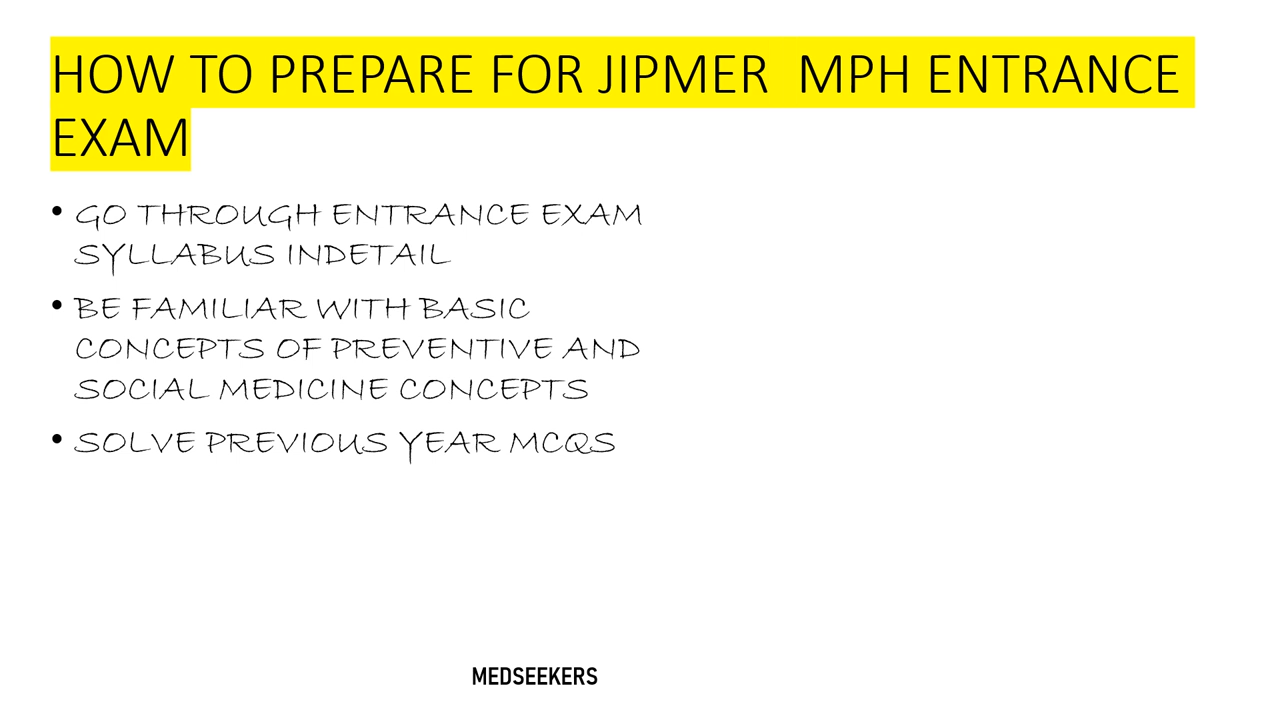 HOW TO PREPARE FOR JIPMER  MPH ENTRANCE
EXAM
• GO THROUGH ENTRANCE EXAM
SYLLABUS INDETAIL
• BE FAMILIAR WITH BASIC
CONCEPTS OF PREVENTIVE AND
SOCIAL MEDICINE CONCEPTS
• SOLVE PREVIOUS YEAR MCQS
MEDSEEKERS